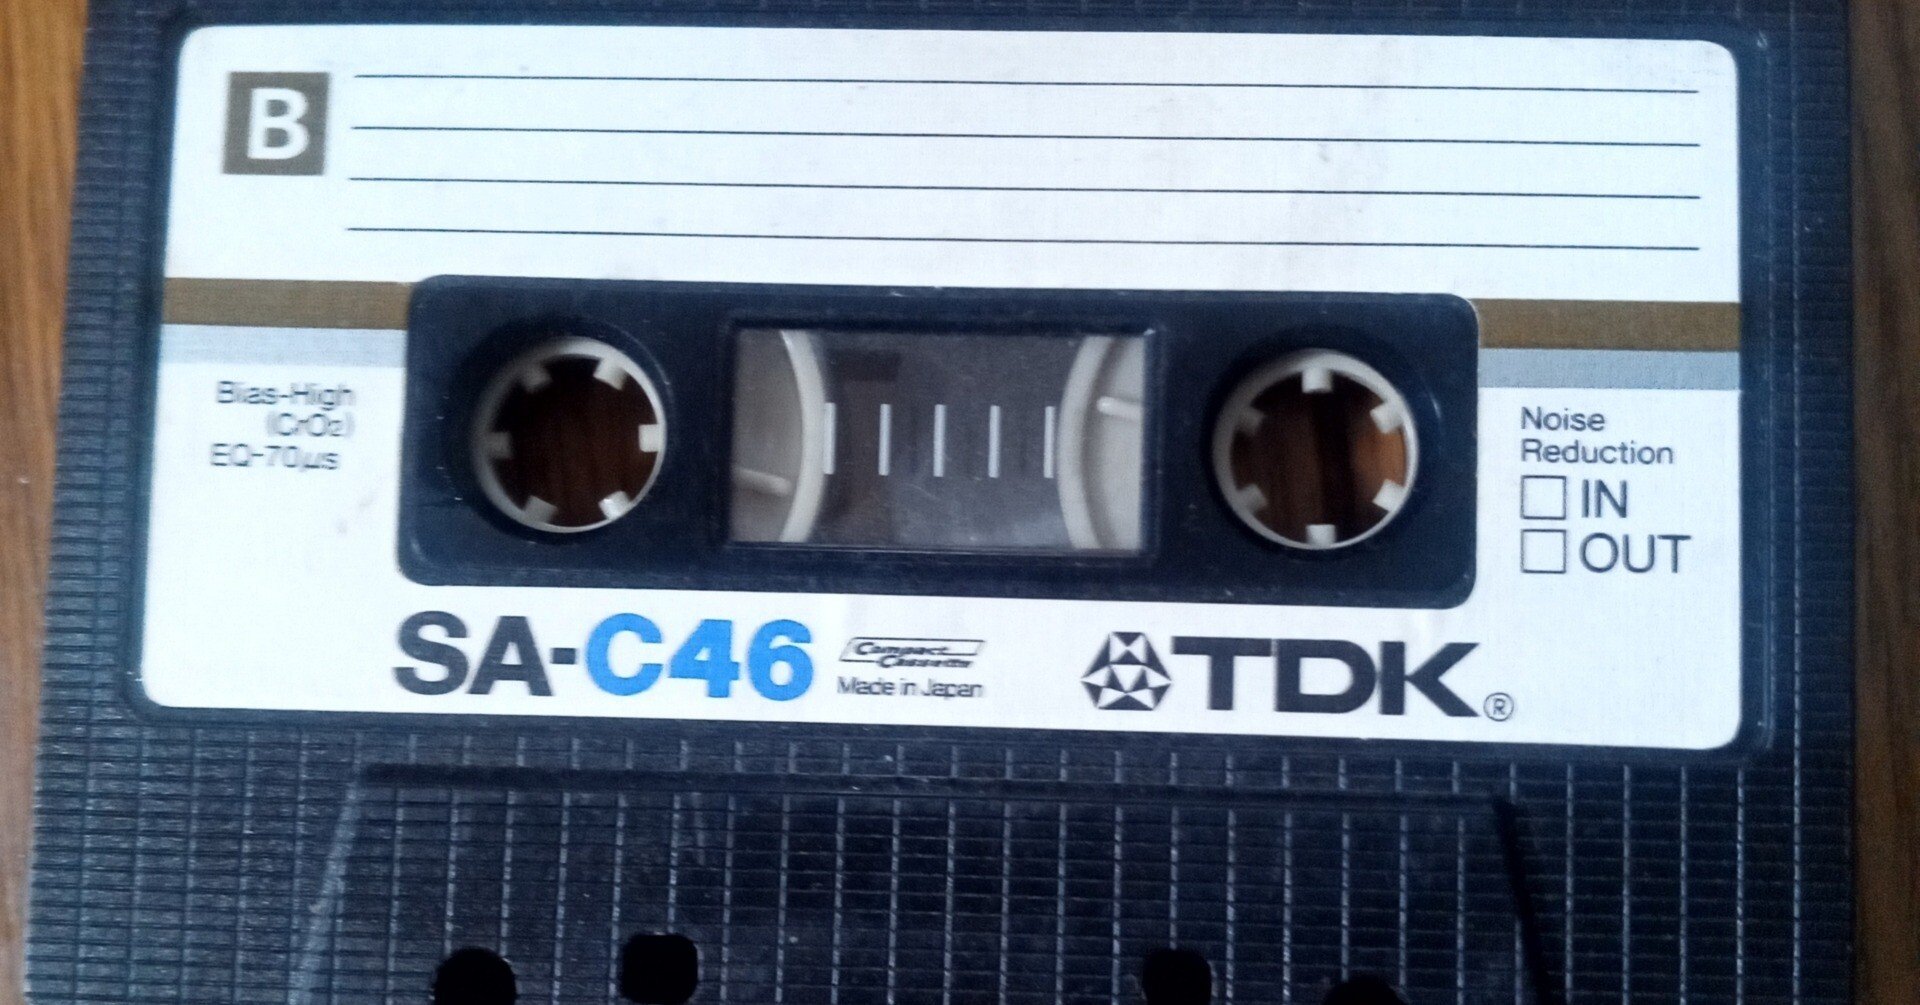 B
Bias-High
(CrO₂)
EQ-70μs
Noise
Reduction
IN
OUT
SA-C46
Compact
Cassette
Made in Japan
TDK®